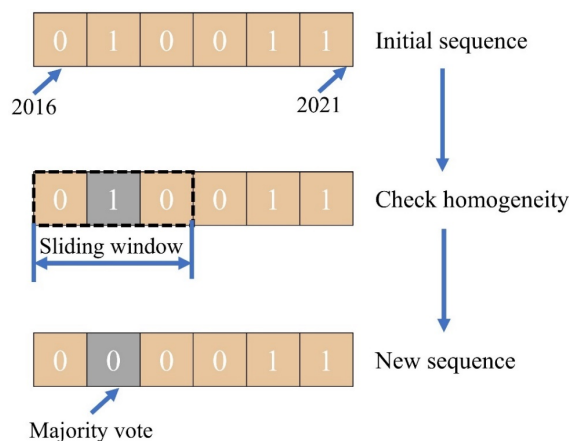 0 1 0 0 1 1 Initial sequence
2016 2021
0 1 0 0 1 1 Check homogeneity
Sliding window
0 0 0 0 1 1 New sequence
Majority vote